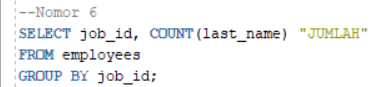 --Nomor 6
SELECT job_id, COUNT(last_name) "JUMLAH"
FROM employees
GROUP BY job_id;